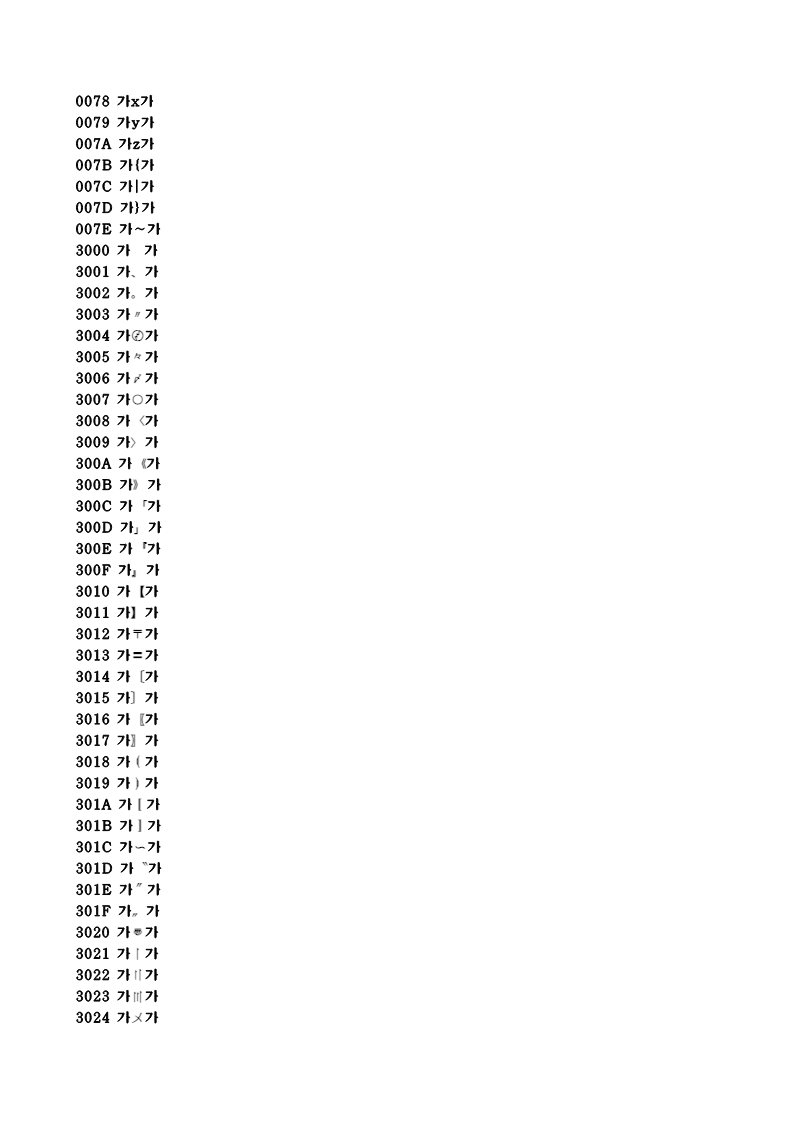 0078 가x가
0079 가y가
007A 가z가
007B 가{가
007C 가|가
007D 가}가
007E 가~가
3000 가　가
3001 가、가
3002 가。가
3003 가〃가
3004 가〄가
3005 가々가
3006 가〆가
3007 가〇가
3008 가〈가
3009 가〉가
300A 가《가
300B 가》가
300C 가「가
300D 가」가
300E 가『가
300F 가』가
3010 가【가
3011 가】가
3012 가〒가
3013 가〓가
3014 가〔가
3015 가〕가
3016 가〖가
3017 가〗가
3018 가〘가
3019 가〙가
301A 가〚가
301B 가〛가
301C 가〜가
301D 가〝가
301E 가〞가
301F 가〟가
3020 가〠가
3021 가〡가
3022 가〢가
3023 가〣가
3024 가〤가